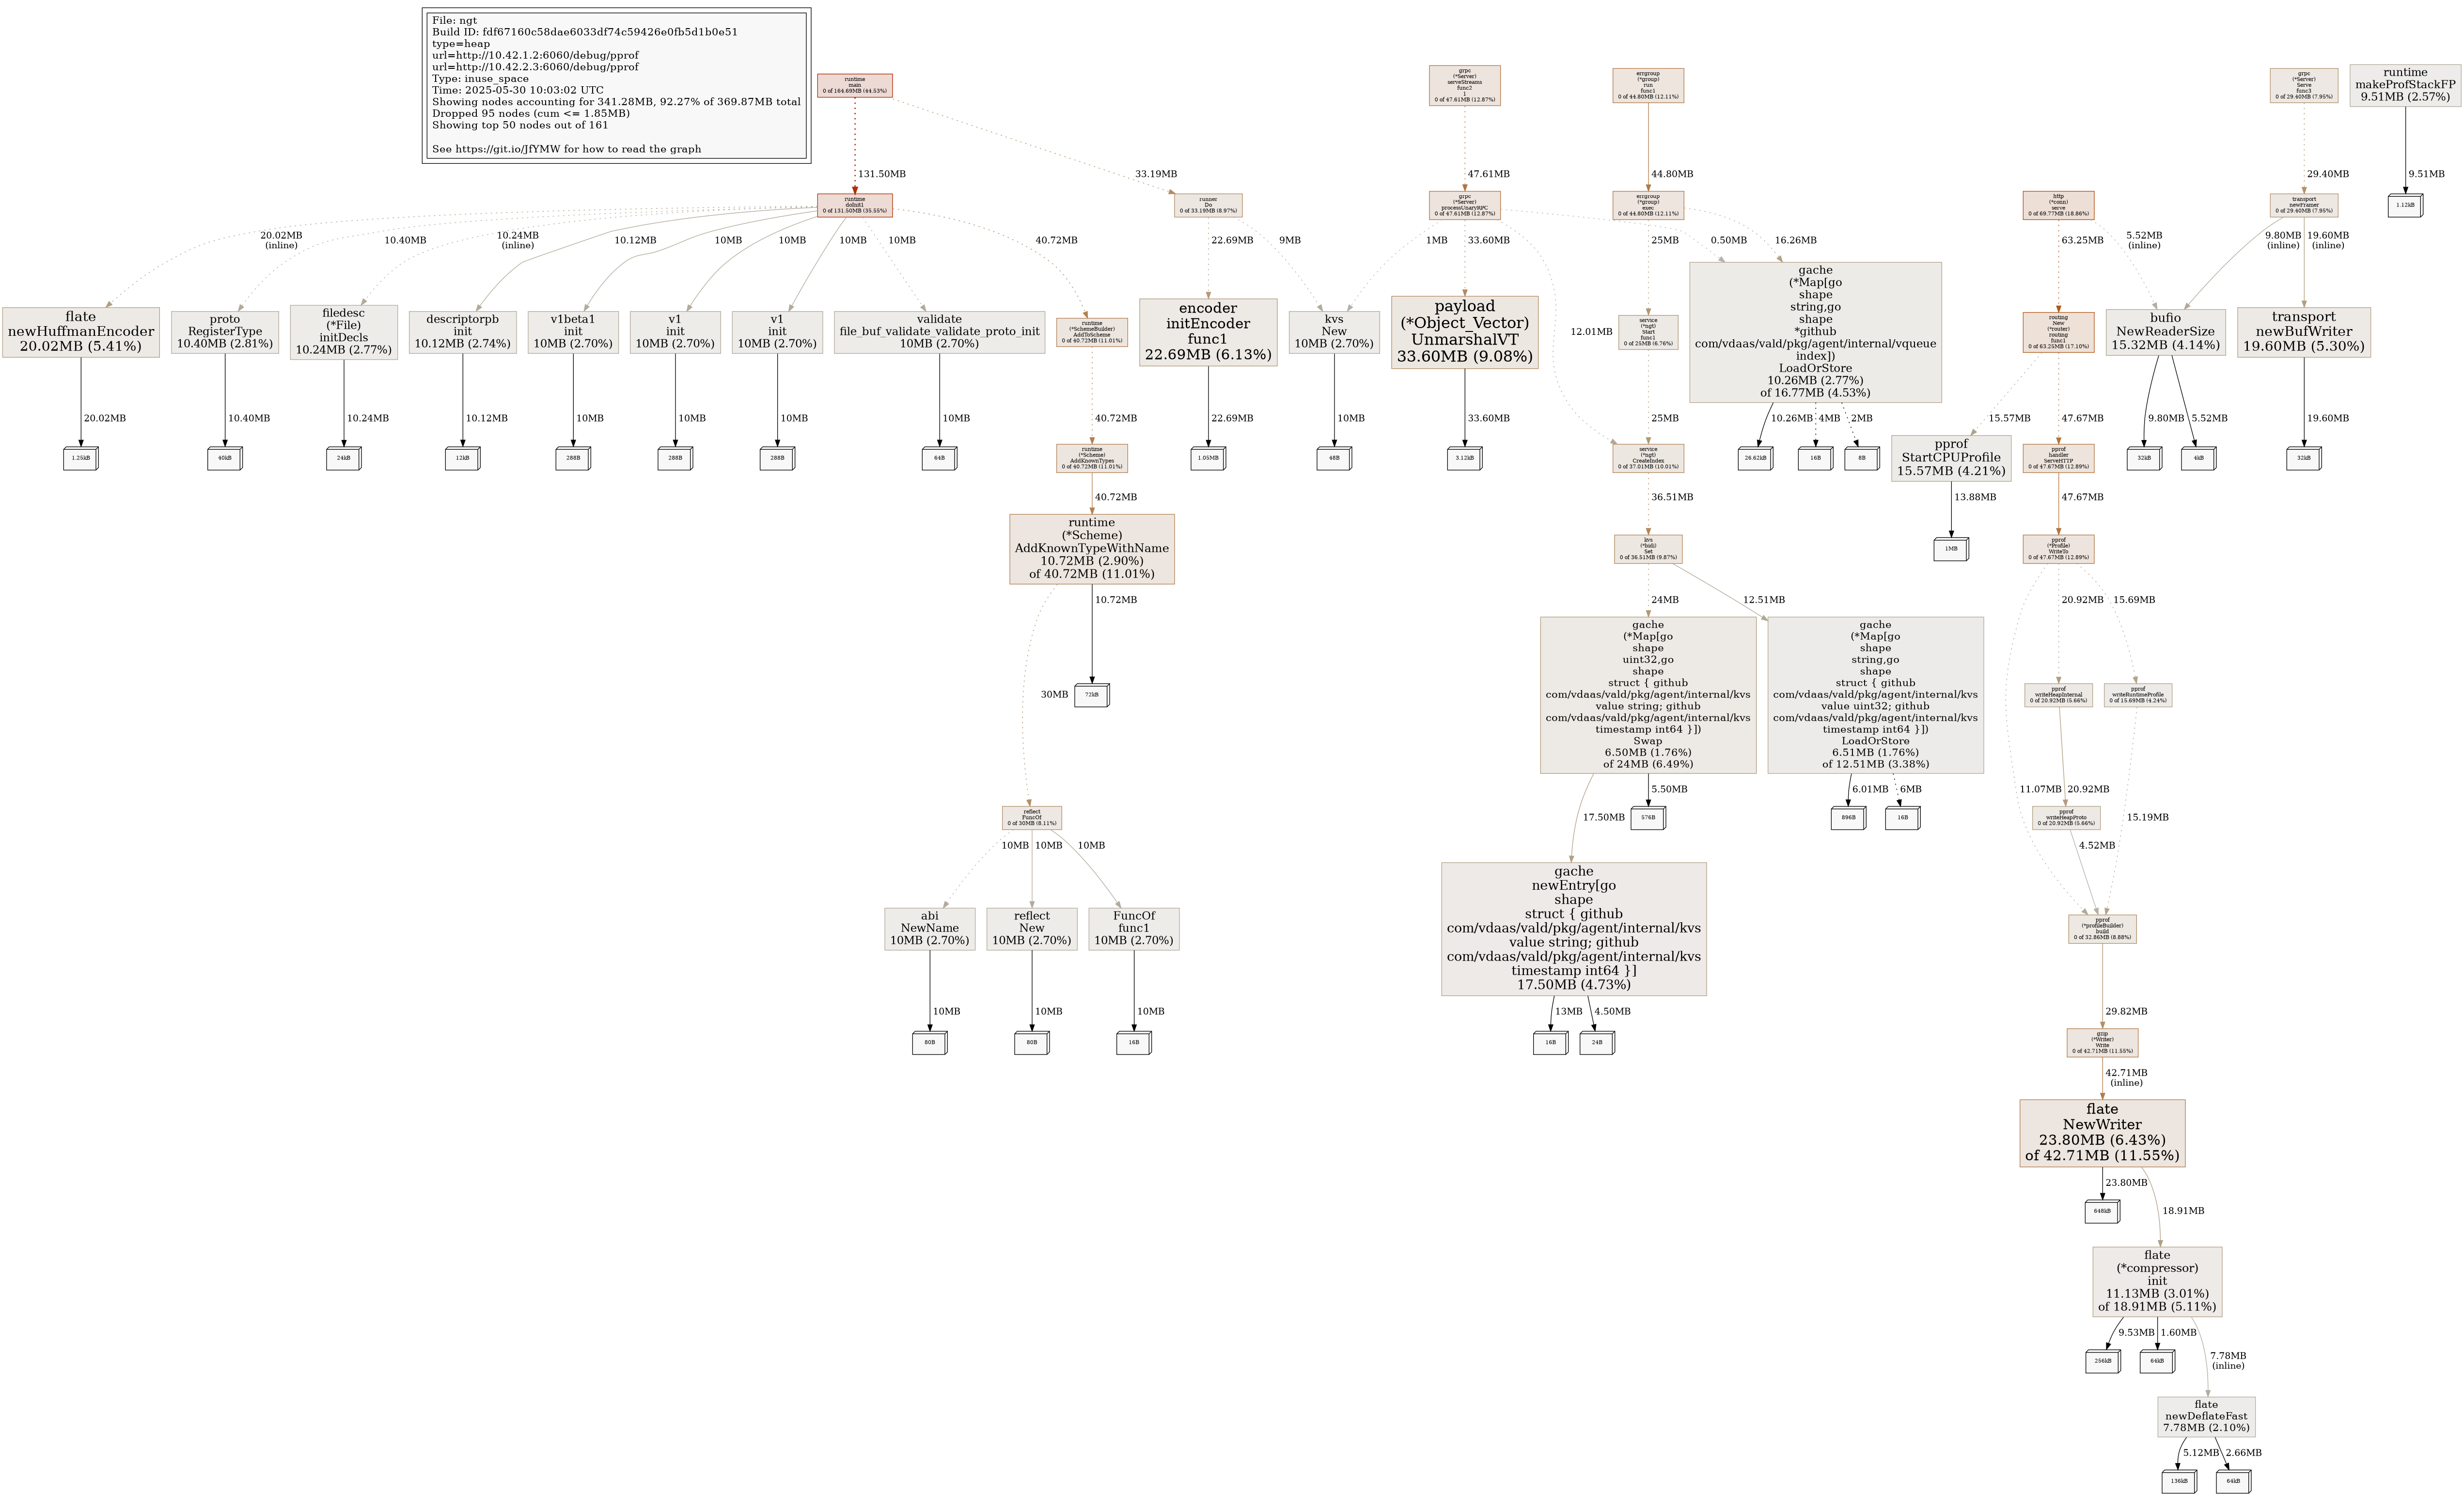 File: ngt
Build ID: fdf67160c58dae6033df74c59426e0fb5d1b0e51
type=heap
url=http://10.42.1.2:6060/debug/pprof
url=http://10.42.2.3:6060/debug/pprof
Type: inuse_space
Time: 2025-05-30 10:03:02 UTC
Showing nodes accounting for 341.28MB, 92.27% of 369.87MB total
Dropped 95 nodes (cum <= 1.85MB)
Showing top 50 nodes out of 161
See https://git.io/JfYMW for how to read the graph
runtime
main
0 of 164.69MB (44.53%)
grpc
(*Server)
serveStreams
func2
1
0 of 47.61MB (12.87%)
errgroup
(*group)
run
func1
0 of 44.80MB (12.11%)
grpc
(*Server)
Serve
func3
0 of 29.40MB (7.95%)
runtime
makeProfStackFP
9.51MB (2.57%)
131.50MB
33.19MB
47.61MB
44.80MB
29.40MB
9.51MB
runtime
doInit1
0 of 131.50MB (35.55%)
runner
Do
0 of 33.19MB (8.97%)
grpc
(*Server)
processUnaryRPC
0 of 47.61MB (12.87%)
errgroup
(*group)
exec
0 of 44.80MB (12.11%)
http
(*conn)
serve
0 of 69.77MB (18.86%)
transport
newFramer
0 of 29.40MB (7.95%)
1.12kB
20.02MB
(inline)
10.40MB
10.24MB
(inline)
10.12MB
10MB
10MB
10MB
10MB
40.72MB
22.69MB
9MB
1MB
33.60MB
12.01MB
0.50MB
25MB
16.26MB
63.25MB
5.52MB
(inline)
9.80MB
(inline)
19.60MB
(inline)
flate
newHuffmanEncoder
20.02MB (5.41%)
proto
RegisterType
10.40MB (2.81%)
filedesc
(*File)
initDecls
10.24MB (2.77%)
descriptorpb
init
10.12MB (2.74%)
v1beta1
init
10MB (2.70%)
v1
init
10MB (2.70%)
v1
init
10MB (2.70%)
validate
file_buf_validate_validate_proto_init
10MB (2.70%)
runtime
(*SchemeBuilder)
AddToScheme
0 of 40.72MB (11.01%)
encoder
initEncoder
func1
22.69MB (6.13%)
kvs
New
10MB (2.70%)
payload
(*Object_Vector)
UnmarshalVT
33.60MB (9.08%)
service
(*ngt)
Start
func1
0 of 25MB (6.76%)
gache
(*Map[go
shape
string,go
shape
*github
com/vdaas/vald/pkg/agent/internal/vqueue
index])
LoadOrStore
10.26MB (2.77%)
of 16.77MB (4.53%)
routing
New
(*router)
routing
func1
0 of 63.25MB (17.10%)
bufio
NewReaderSize
15.32MB (4.14%)
transport
newBufWriter
19.60MB (5.30%)
20.02MB
10.40MB
10.24MB
10.12MB
10MB
10MB
10MB
10MB
40.72MB
22.69MB
10MB
33.60MB
25MB
10.26MB
4MB
2MB
15.57MB
47.67MB
9.80MB
5.52MB
19.60MB
1.25kB
40kB
24kB
12kB
288B
288B
288B
64B
runtime
(*Scheme)
AddKnownTypes
0 of 40.72MB (11.01%)
1.05MB
48B
3.12kB
service
(*ngt)
CreateIndex
0 of 37.01MB (10.01%)
26.62kB
16B
8B
pprof
StartCPUProfile
15.57MB (4.21%)
pprof
handler
ServeHTTP
0 of 47.67MB (12.89%)
32kB
4kB
32kB
40.72MB
36.51MB
13.88MB
47.67MB
runtime
(*Scheme)
AddKnownTypeWithName
10.72MB (2.90%)
of 40.72MB (11.01%)
kvs
(*bidi)
Set
0 of 36.51MB (9.87%)
1MB
pprof
(*Profile)
WriteTo
0 of 47.67MB (12.89%)
30MB
10.72MB
24MB
12.51MB
11.07MB
20.92MB
15.69MB
72kB
gache
(*Map[go
shape
uint32,go
shape
struct { github
com/vdaas/vald/pkg/agent/internal/kvs
value string; github
com/vdaas/vald/pkg/agent/internal/kvs
timestamp int64 }])
Swap
6.50MB (1.76%)
of 24MB (6.49%)
gache
(*Map[go
shape
string,go
shape
struct { github
com/vdaas/vald/pkg/agent/internal/kvs
value uint32; github
com/vdaas/vald/pkg/agent/internal/kvs
timestamp int64 }])
LoadOrStore
6.51MB (1.76%)
of 12.51MB (3.38%)
pprof
writeHeapInternal
0 of 20.92MB (5.66%)
pprof
writeRuntimeProfile
0 of 15.69MB (4.24%)
17.50MB
5.50MB
6.01MB
6MB
20.92MB
15.19MB
reflect
FuncOf
0 of 30MB (8.11%)
576B
896B
16B
pprof
writeHeapProto
0 of 20.92MB (5.66%)
10MB
10MB
10MB
4.52MB
abi
NewName
10MB (2.70%)
reflect
New
10MB (2.70%)
FuncOf
func1
10MB (2.70%)
gache
newEntry[go
shape
struct { github
com/vdaas/vald/pkg/agent/internal/kvs
value string; github
com/vdaas/vald/pkg/agent/internal/kvs
timestamp int64 }]
17.50MB (4.73%)
pprof
(*profileBuilder)
build
0 of 32.86MB (8.88%)
10MB
10MB
10MB
13MB
4.50MB
29.82MB
80B
80B
16B
16B
24B
gzip
(*Writer)
Write
0 of 42.71MB (11.55%)
42.71MB
(inline)
flate
NewWriter
23.80MB (6.43%)
of 42.71MB (11.55%)
23.80MB
18.91MB
648kB
flate
(*compressor)
init
11.13MB (3.01%)
of 18.91MB (5.11%)
9.53MB
1.60MB
7.78MB
(inline)
256kB
64kB
flate
newDeflateFast
7.78MB (2.10%)
5.12MB
2.66MB
136kB
64kB